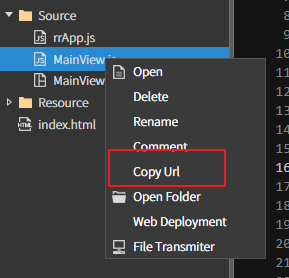 Source
rrApp.js
MainView.js
MainView
Resource
index.html
Open
Delete
Rename
Comment
Copy Url
Open Folder
Web Deployment
File Transmiter
8
9
10
11
12
13
14
15
16
17
18
19
20
21